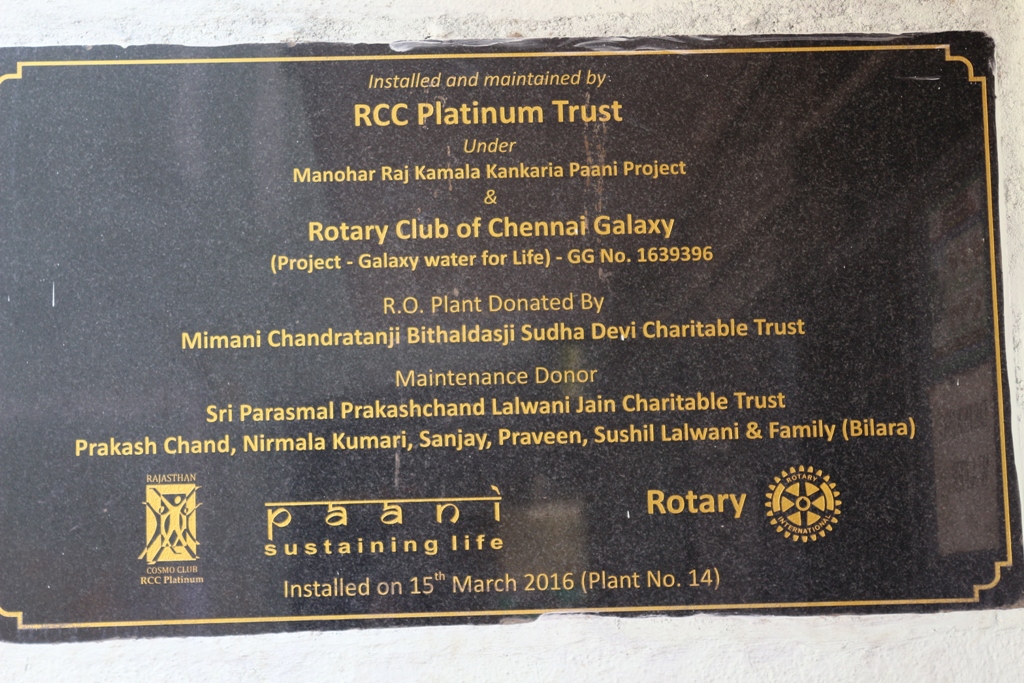 Installed and maintained by
RCC Platinum Trust
Under
Manohar Raj Kamala Kankaria Paani Project
&
Rotary Club of Chennai Galaxy
(Project - Galaxy water for Life) - GG No. 1639396
R.O. Plant Donated By
Mimani Chandratanji Bithaldasji Sudha Devi Charitable Trust
Maintenance Donor
Sri Parasmal Prakashchand Lalwani Jain Charitable Trust
Prakash Chand, Nirmala Kumari, Sanjay, Praveen, Sushil Lalwani & Family (Bilara)
RAJASTHAN
COSMO CLUB
RCC Platinum
paani
sustaining life
Rotary
ROTARY
INTERNATIONAL
Installed on 15th March 2016 (Plant No. 14)